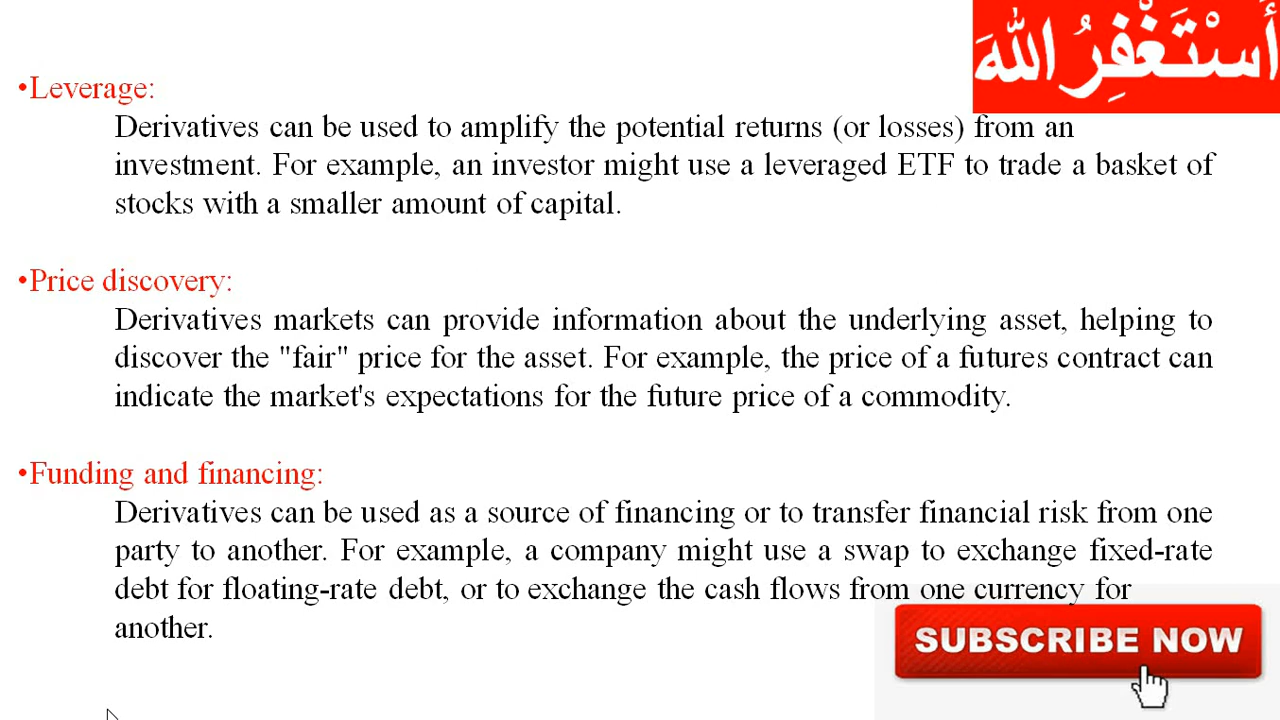 أَسْتَغْفِرُ اللهَ
•Leverage:
Derivatives can be used to amplify the potential returns (or losses) from an
investment. For example, an investor might use a leveraged ETF to trade a basket of
stocks with a smaller amount of capital.
•Price discovery:
Derivatives markets can provide information about the underlying asset, helping to
discover the "fair" price for the asset. For example, the price of a futures contract can
indicate the market's expectations for the future price of a commodity.
•Funding and financing:
Derivatives can be used as a source of financing or to transfer financial risk from one
party to another. For example, a company might use a swap to exchange fixed-rate
debt for floating-rate debt, or to exchange the cash flows from one currency for
another.
SUBSCRIBE NOW